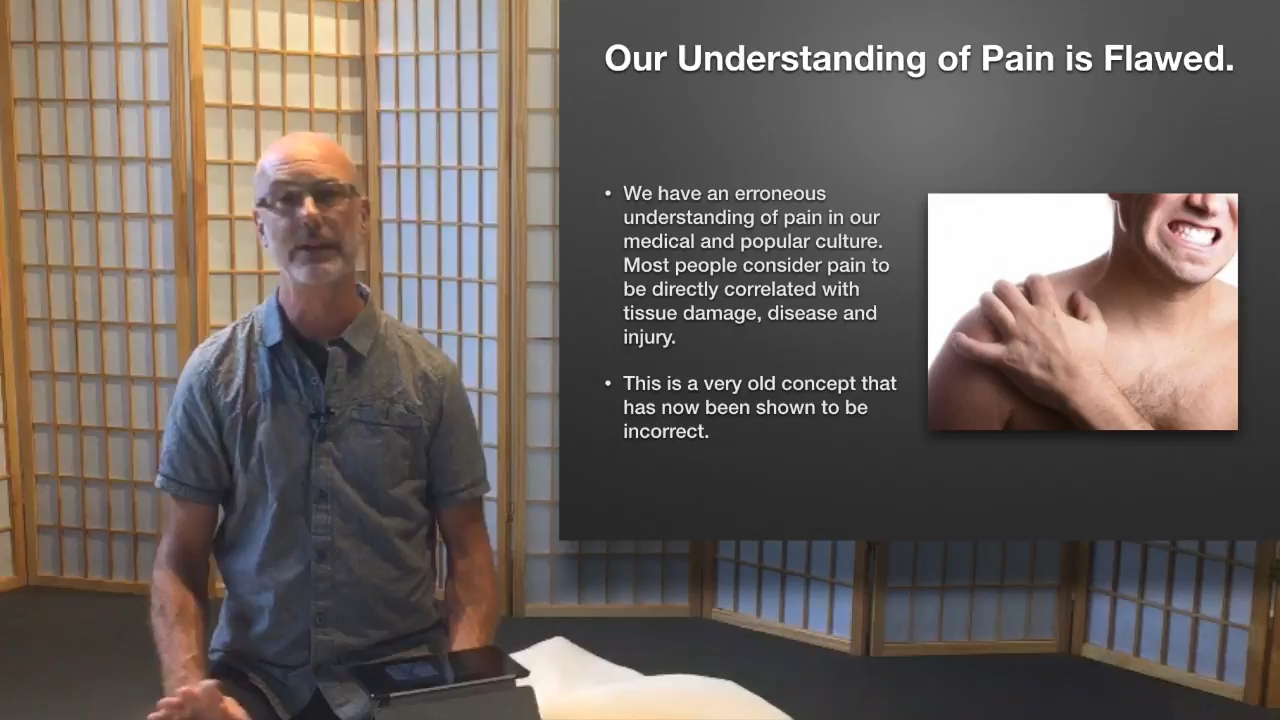 Our Understanding of Pain is Flawed.
• We have an erroneous
understanding of pain in our
medical and popular culture.
Most people consider pain to
be directly correlated with
tissue damage, disease and
injury.
• This is a very old concept that
has now been shown to be
incorrect.